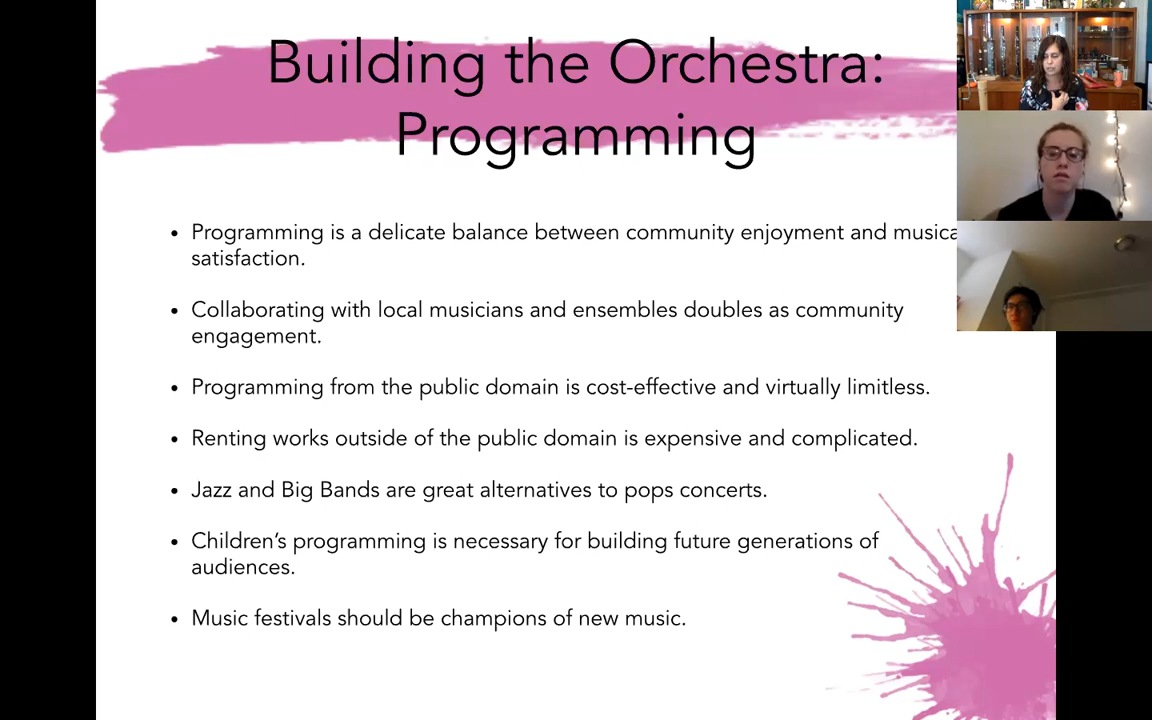 Building the Orchestra:
Programming
• Programming is a delicate balance between community enjoyment and musica
satisfaction.
• Collaborating with local musicians and ensembles doubles as community
engagement.
• Programming from the public domain is cost-effective and virtually limitless.
• Renting works outside of the public domain is expensive and complicated.
• Jazz and Big Bands are great alternatives to pops concerts.
• Children’s programming is necessary for building future generations of
audiences.
• Music festivals should be champions of new music.